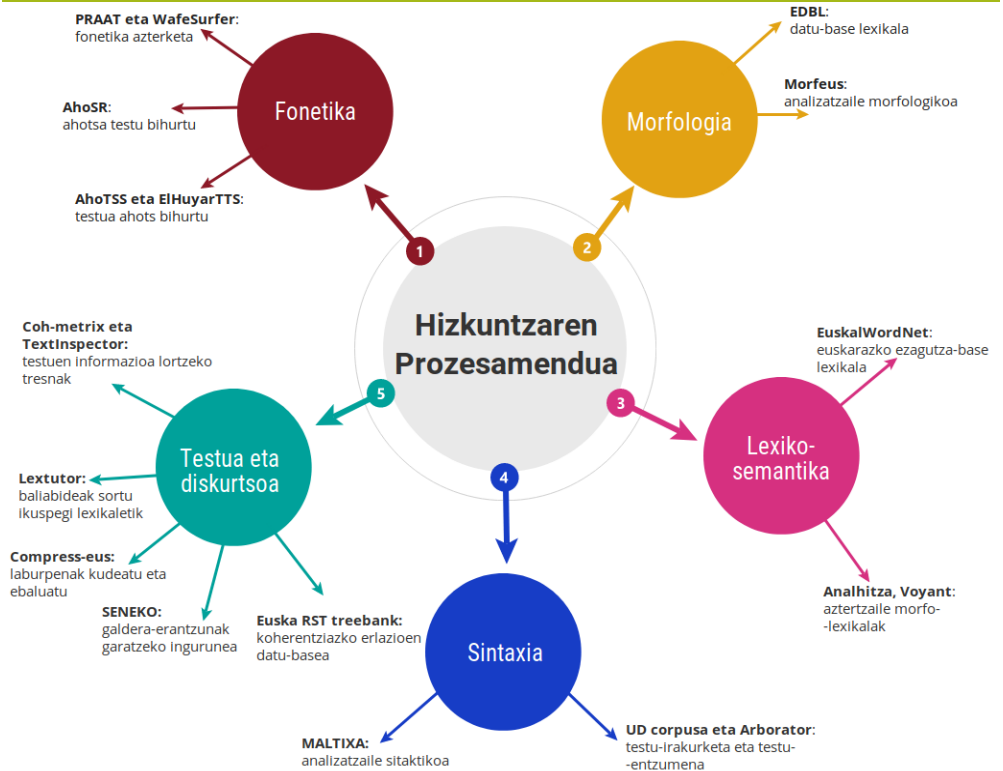 Hizkuntzaren
Prozesamendua
1
Fonetika
PRAAT eta WafeSurfer:
fonetika azterketa
AhoSR:
ahotsa testu bihurtu
AhoTSS eta ElHuyarTTS:
testua ahots bihurtu
2
Morfologia
EDBL:
datu-base lexikala
Morfeus:
analizatzaile morfologikoa
3
Lexiko-
semantika
EuskalWordNet:
euskarazko ezagutza-base
lexikala
Analhitza, Voyant:
aztertzaile morfo-
-lexikalak
4
Sintaxia
MALTIXA:
analizatzaile sitaktikoa
UD corpusa eta Arborator:
testu-irakurketa eta testu-
-entzumena
5
Testua eta
diskurtsoa
Coh-metrix eta
TextInspector:
testuen informazioa lortzeko
tresnak
Lextutor:
baliabideak sortu
ikuspegi lexikaletik
Compress-eus:
laburpenak kudeatu eta
ebaluatu
SENEKO:
galdera-erantzunak
garatzeko ingurunea
Euska RST treebank:
koherentziazko erlazioen
datu-basea